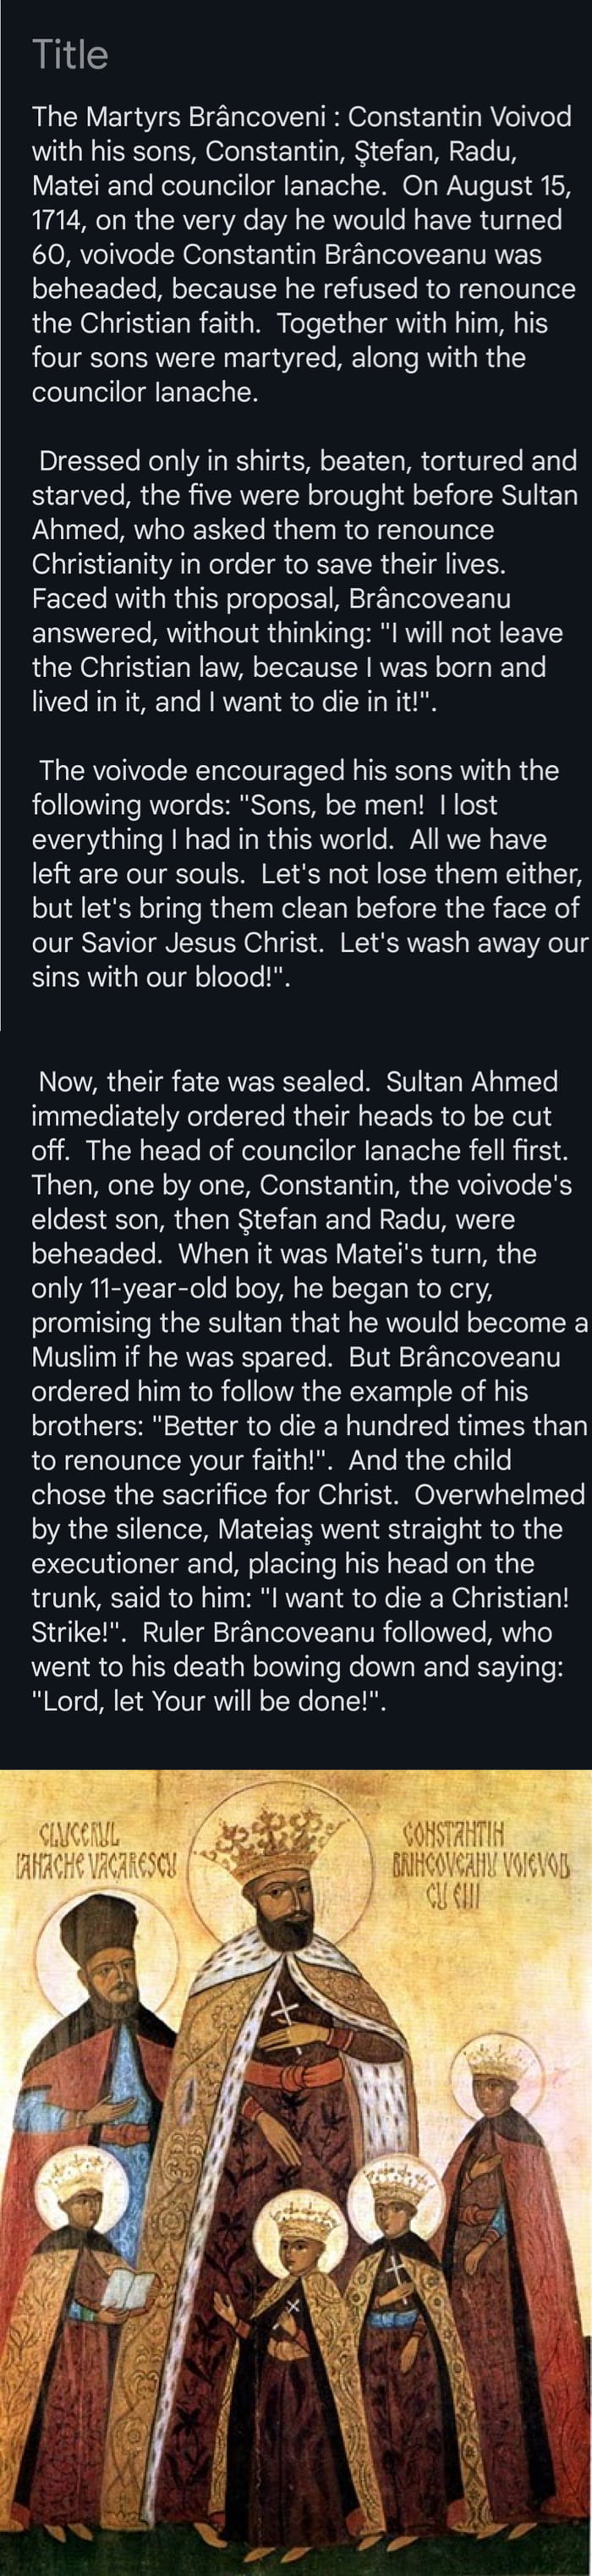 Title
The Martyrs Brâncoveni : Constantin Voivod
with his sons, Constantin, Ştefan, Radu,
Matei and councilor Ianache.  On August 15,
1714, on the very day he would have turned
60, voivode Constantin Brâncoveanu was
beheaded, because he refused to renounce
the Christian faith.  Together with him, his
four sons were martyred, along with the
councilor Ianache.
Dressed only in shirts, beaten, tortured and
starved, the five were brought before Sultan
Ahmed, who asked them to renounce
Christianity in order to save their lives.
Faced with this proposal, Brâncoveanu
answered, without thinking: "I will not leave
the Christian law, because I was born and
lived in it, and I want to die in it!".
The voivode encouraged his sons with the
following words: "Sons, be men!  I lost
everything I had in this world.  All we have
left are our souls.  Let's not lose them either,
but let's bring them clean before the face of
our Savior Jesus Christ.  Let's wash away our
sins with our blood!".
Now, their fate was sealed.  Sultan Ahmed
immediately ordered their heads to be cut
off.  The head of councilor Ianache fell first.
Then, one by one, Constantin, the voivode's
eldest son, then Ştefan and Radu, were
beheaded.  When it was Matei's turn, the
only 11-year-old boy, he began to cry,
promising the sultan that he would become a
Muslim if he was spared.  But Brâncoveanu
ordered him to follow the example of his
brothers: "Better to die a hundred times than
to renounce your faith!".  And the child
chose the sacrifice for Christ.  Overwhelmed
by the silence, Mateiaş went straight to the
executioner and, placing his head on the
trunk, said to him: "I want to die a Christian!
Strike!".  Ruler Brâncoveanu followed, who
went to his death bowing down and saying:
"Lord, let Your will be done!".
CLUCERUL
IANACHE VACARESCU
CONSTANTIN
BRINCOVEANU VOIEVOD
CU FIII